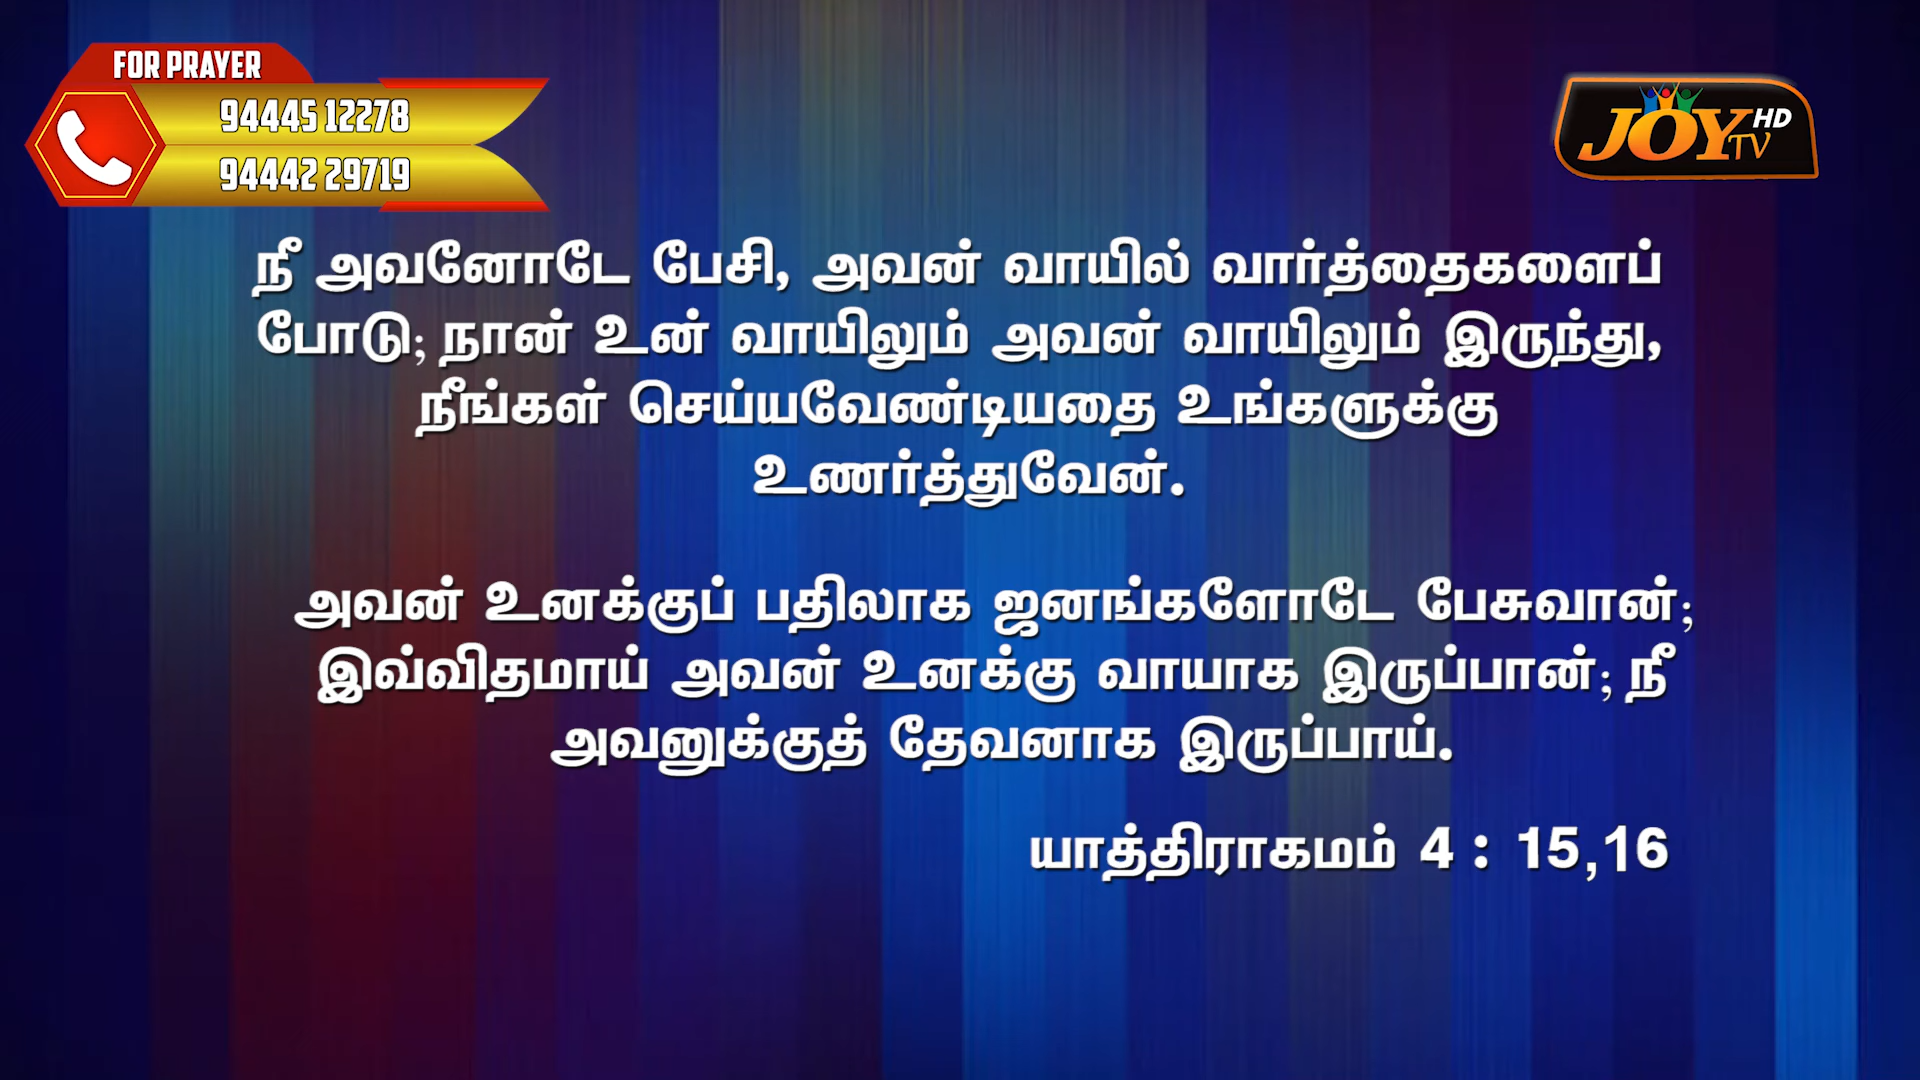 FOR PRAYER
94445 12278
94442 29719
JOY TV HD
நீ அவனோடே பேசி, அவன் வாயில் வார்த்தைகளைப்
போடு; நான் உன் வாயிலும் அவன் வாயிலும் இருந்து,
நீங்கள் செய்யவேண்டியதை உங்களுக்கு
உணர்த்துவேன்.
அவன் உனக்குப் பதிலாக ஜனங்களோடே பேசுவான்;
இவ்விதமாய் அவன் உனக்கு வாயாக இருப்பான்; நீ
அவனுக்குத் தேவனாக இருப்பாய்.
யாத்திராகமம் 4 : 15,16